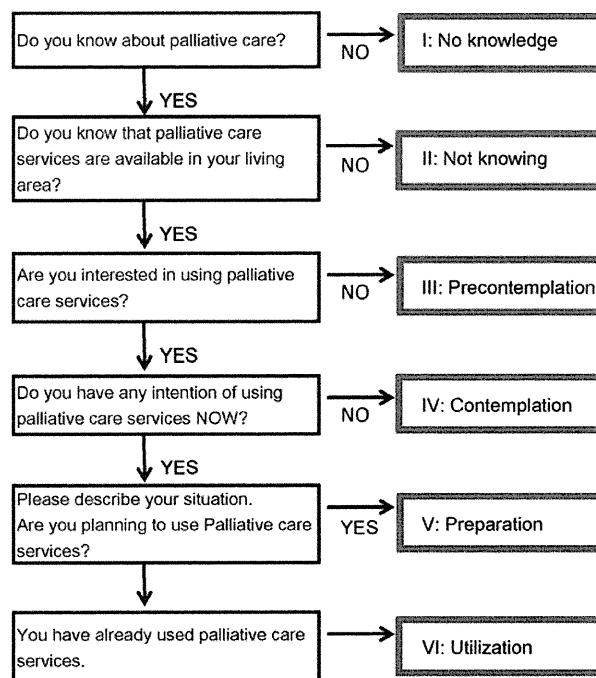 Do you know about palliative care?
NO
I: No knowledge
YES
Do you know that palliative care
services are available in your living
area?
NO
II: Not knowing
YES
Are you interested in using palliative
care services?
NO
III: Precontemplation
YES
Do you have any intention of using
palliative care services NOW?
NO
IV: Contemplation
YES
Please describe your situation.
Are you planning to use Palliative care
services?
YES
V: Preparation
You have already used palliative care
services.
VI: Utilization